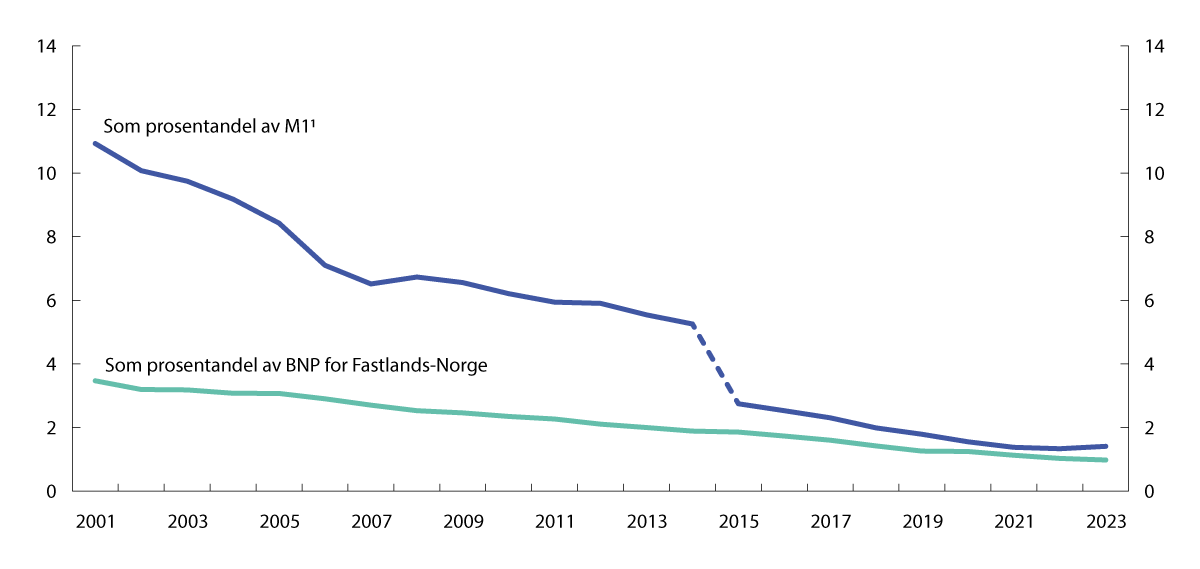 14 14
12 12
Som prosentandel av M1¹
10 10
8 8
6 6
4 4
Som prosentandel av BNP for Fastlands-Norge
2 2
0 0
2001 2003 2005 2007 2009 2011 2013 2015 2017 2019 2021 2023